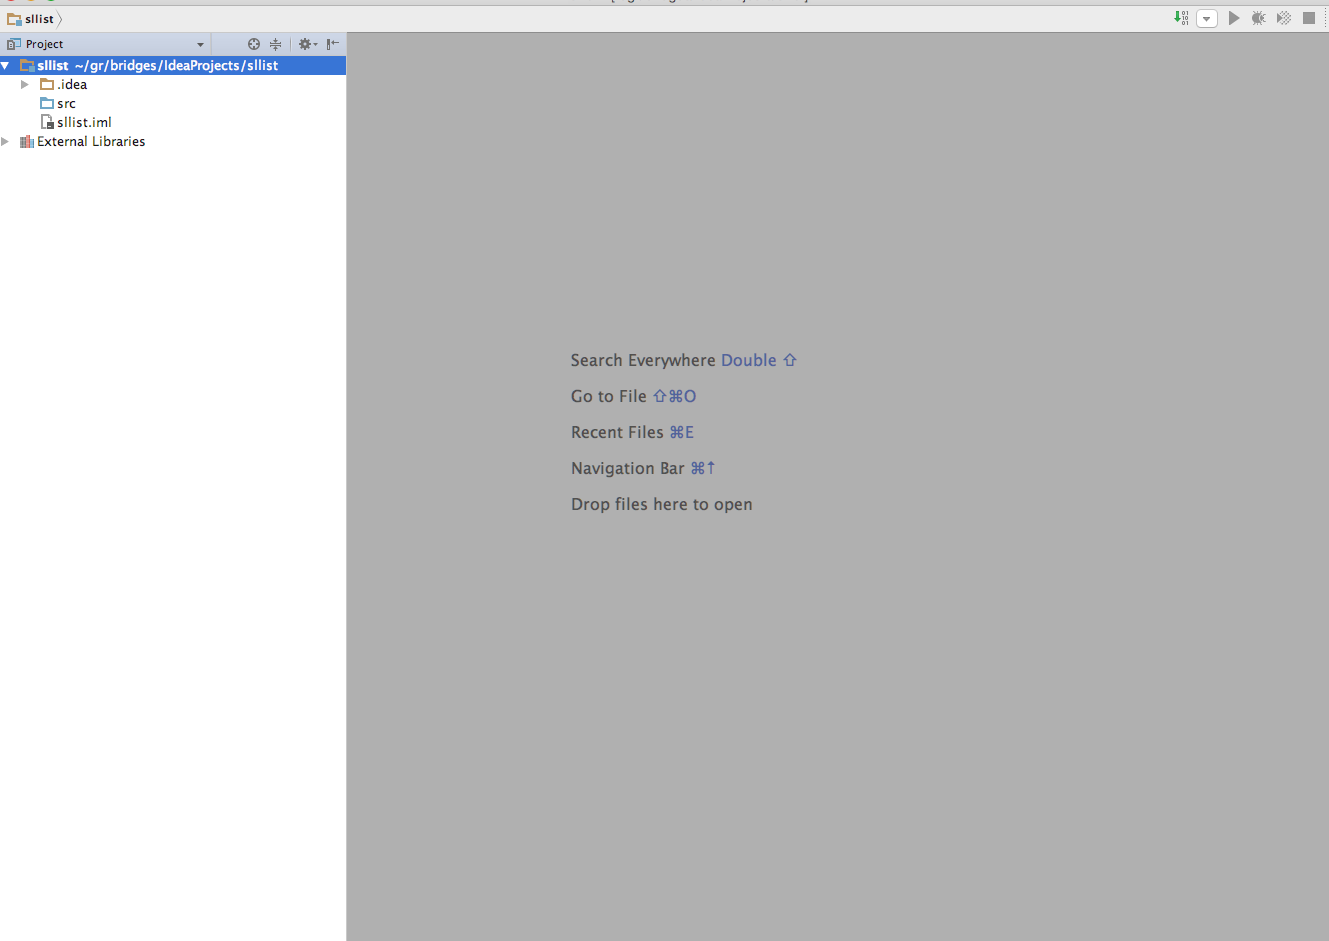 sllist
Project
sllist ~/gr/bridges/IdeaProjects/sllist
.idea
src
sllist.iml
External Libraries
Search Everywhere Double ⇧
Go to File ⇧⌘O
Recent Files ⌘E
Navigation Bar ⌘↑
Drop files here to open